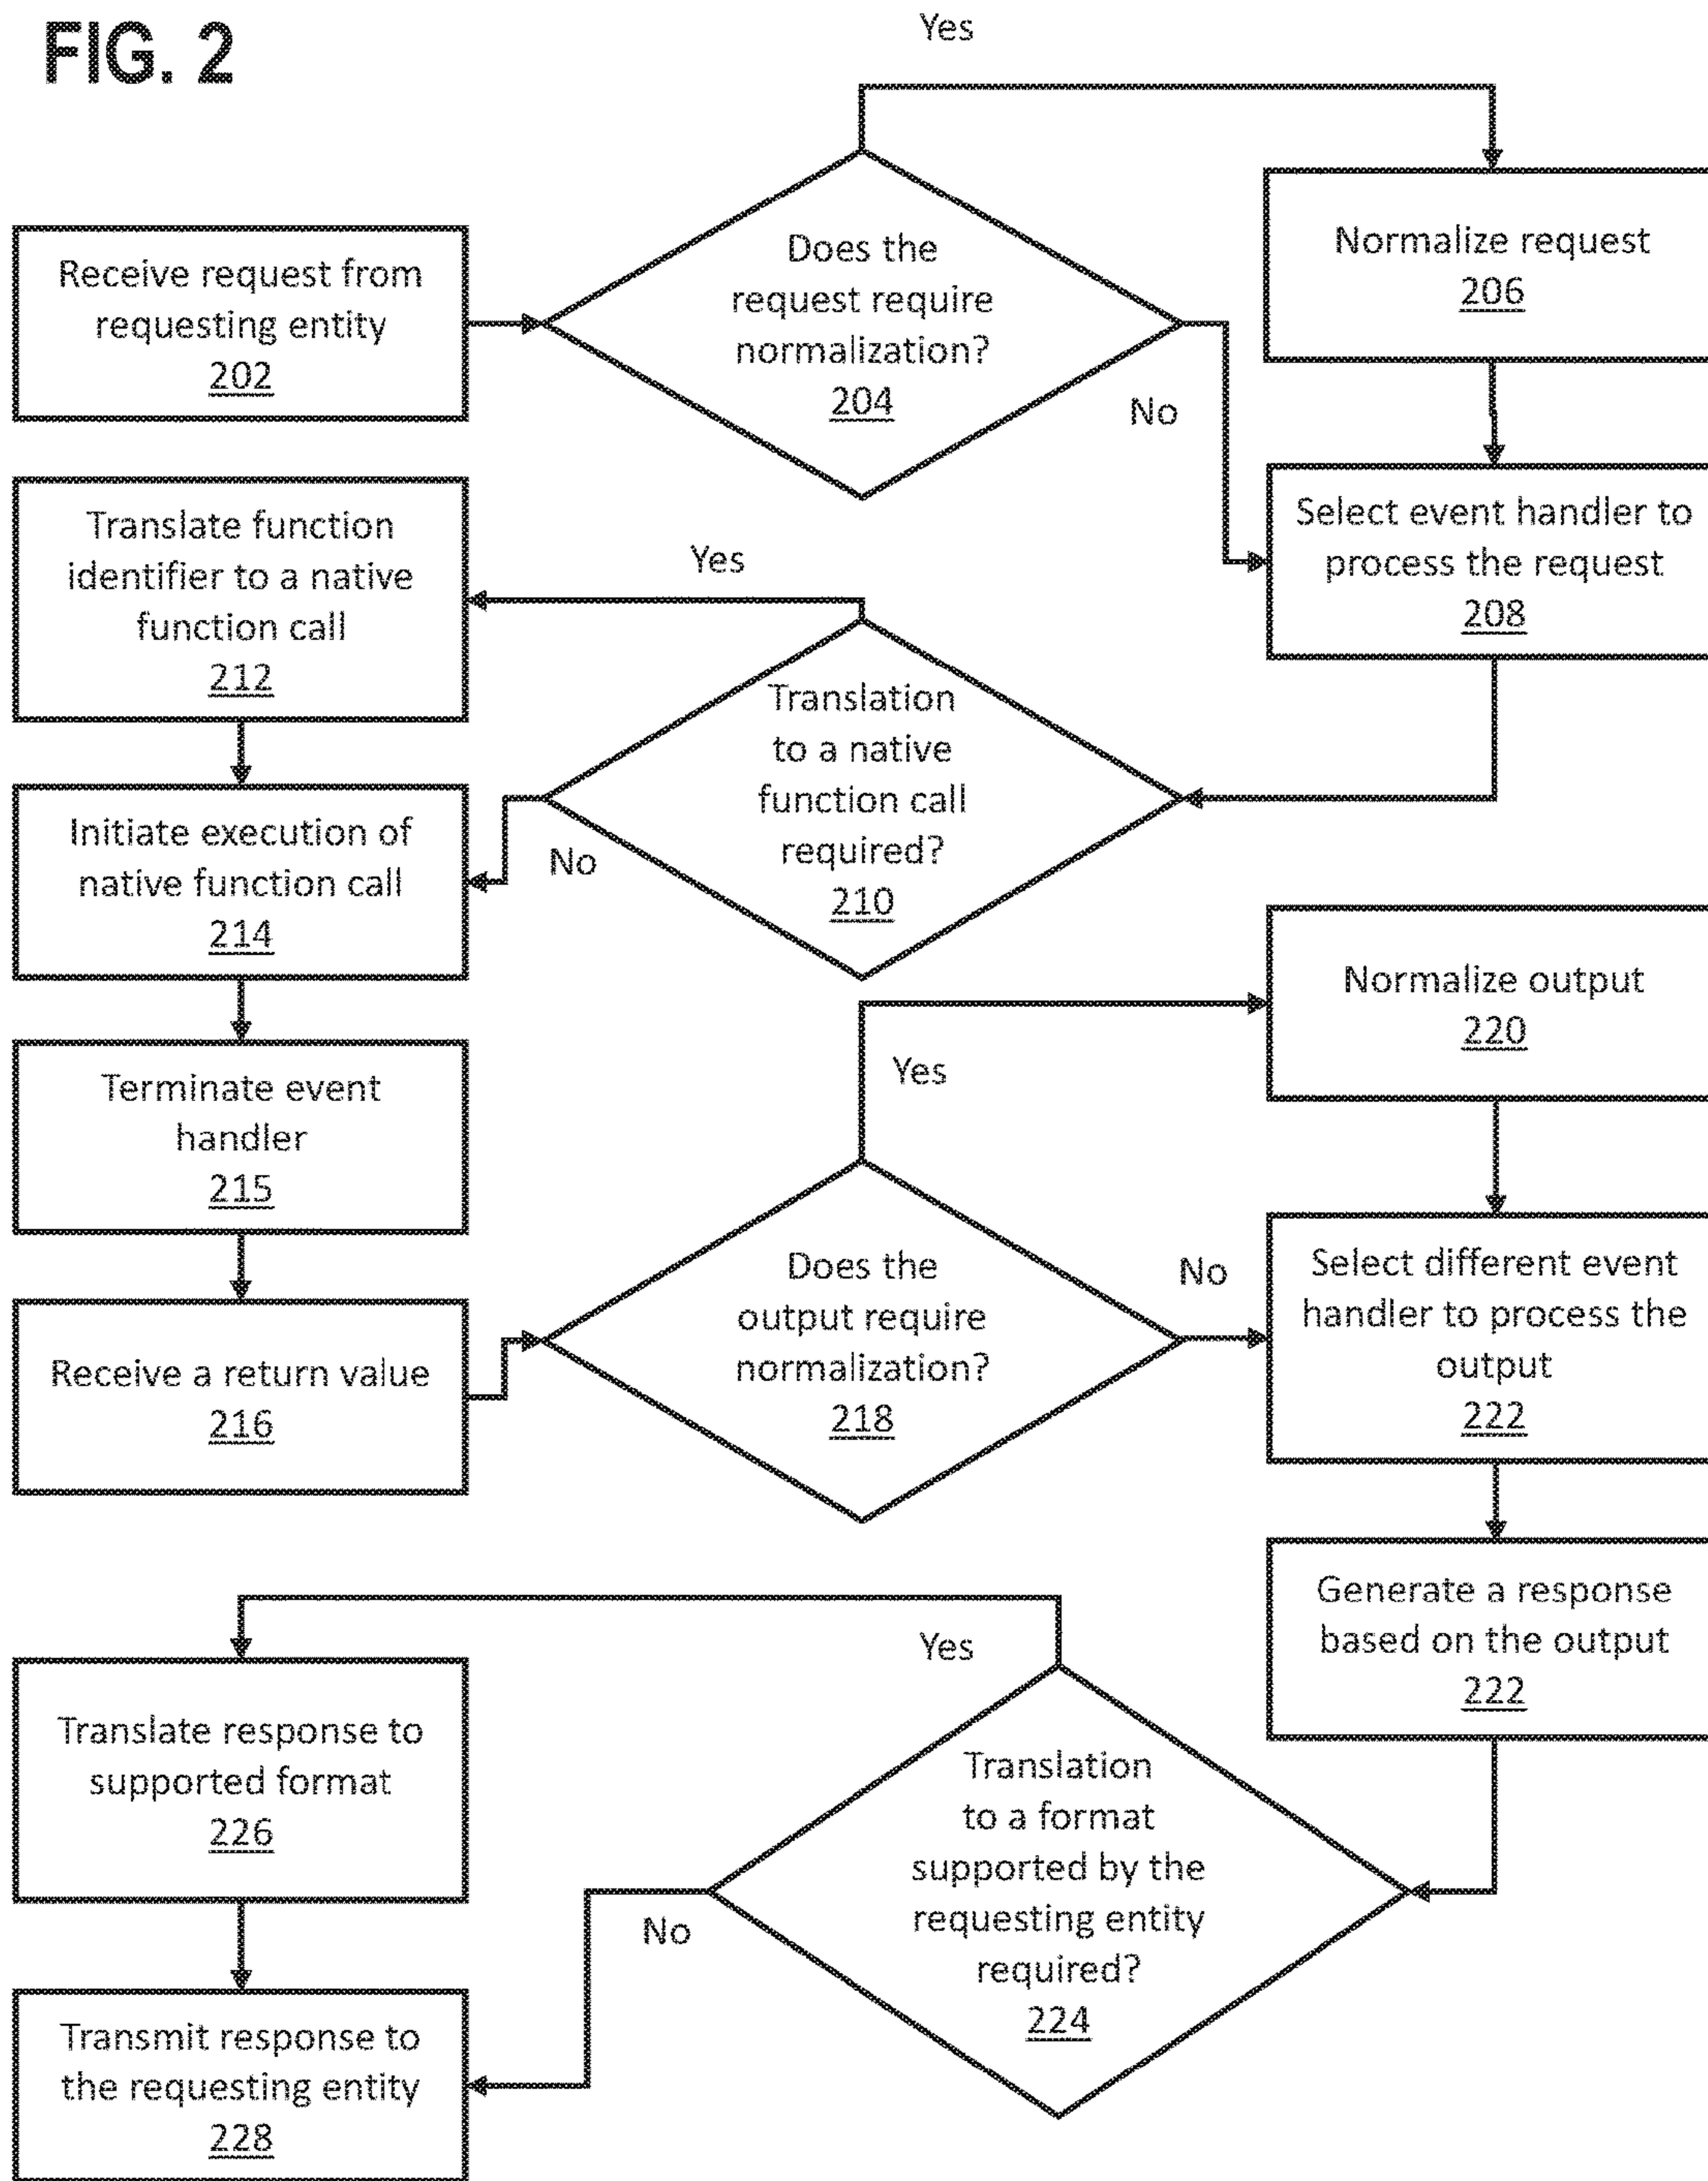 FIG. 2
Yes
Receive request from
requesting entity
202
Does the
request require
normalization?
204
No
Normalize request
206
Select event handler to
process the request
208
Translate function
identifier to a native
function call
212
Yes
Translation
to a native
function call
required?
210
No
Initiate execution of
native function call
214
Terminate event
handler
215
Receive a return value
216
Does the
output require
normalization?
218
Yes
No
Normalize output
220
Select different event
handler to process the
output
222
Generate a response
based on the output
222
Translation
to a format
supported by the
requesting entity
required?
224
Yes
No
Translate response to
supported format
226
Transmit response to
the requesting entity
228